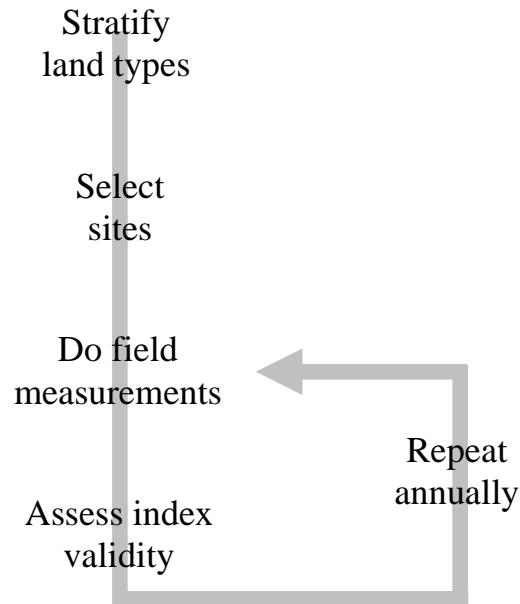 Stratify
land types
Select
sites
Do field
measurements
Repeat
annually
Assess index
validity